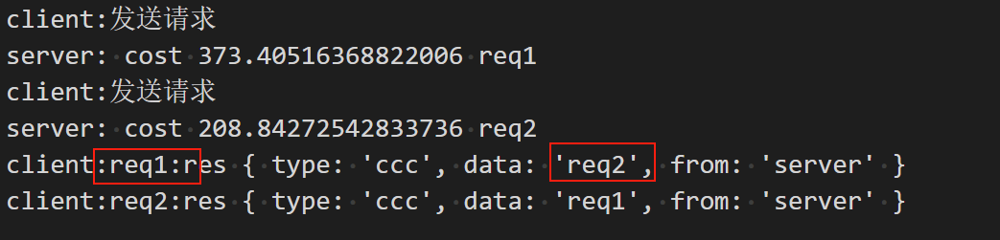 client:发送请求
server: cost 373.40516368822006 req1
client:发送请求
server: cost 208.84272542833736 req2
client:req1:res { type: 'ccc', data: 'req2', from: 'server' }
client:req2:res { type: 'ccc', data: 'req1', from: 'server' }